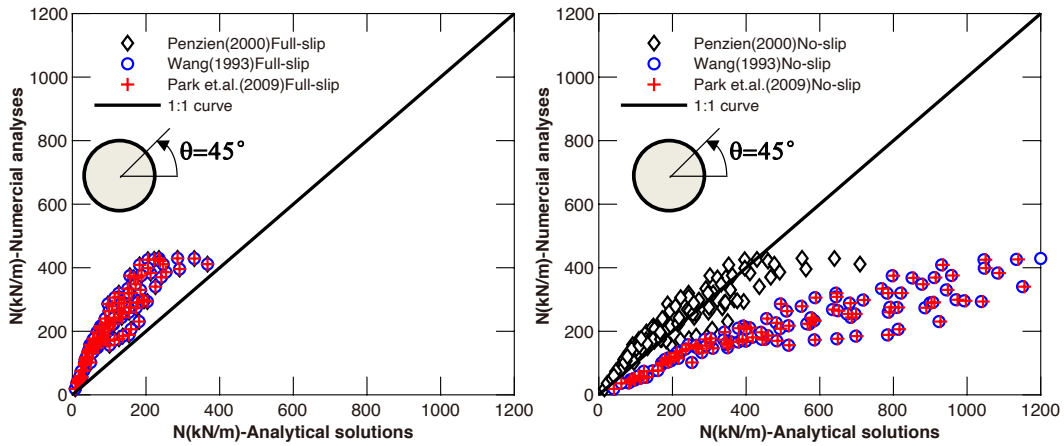 1200
1000
800
600
400
200
0
N(kN/m)-Numercial analyses
Penzien(2000)Full-slip
Wang(1993)Full-slip
Park et.al.(2009)Full-slip
1:1 curve
θ=45°
0 200 400 600 800 1000 1200
N(kN/m)-Analytical solutions
1200
1000
800
600
400
200
0
N(kN/m)-Numercial analyses
Penzien(2000)No-slip
Wang(1993)No-slip
Park et.al.(2009)No-slip
1:1 curve
θ=45°
0 200 400 600 800 1000 1200
N(kN/m)-Analytical solutions